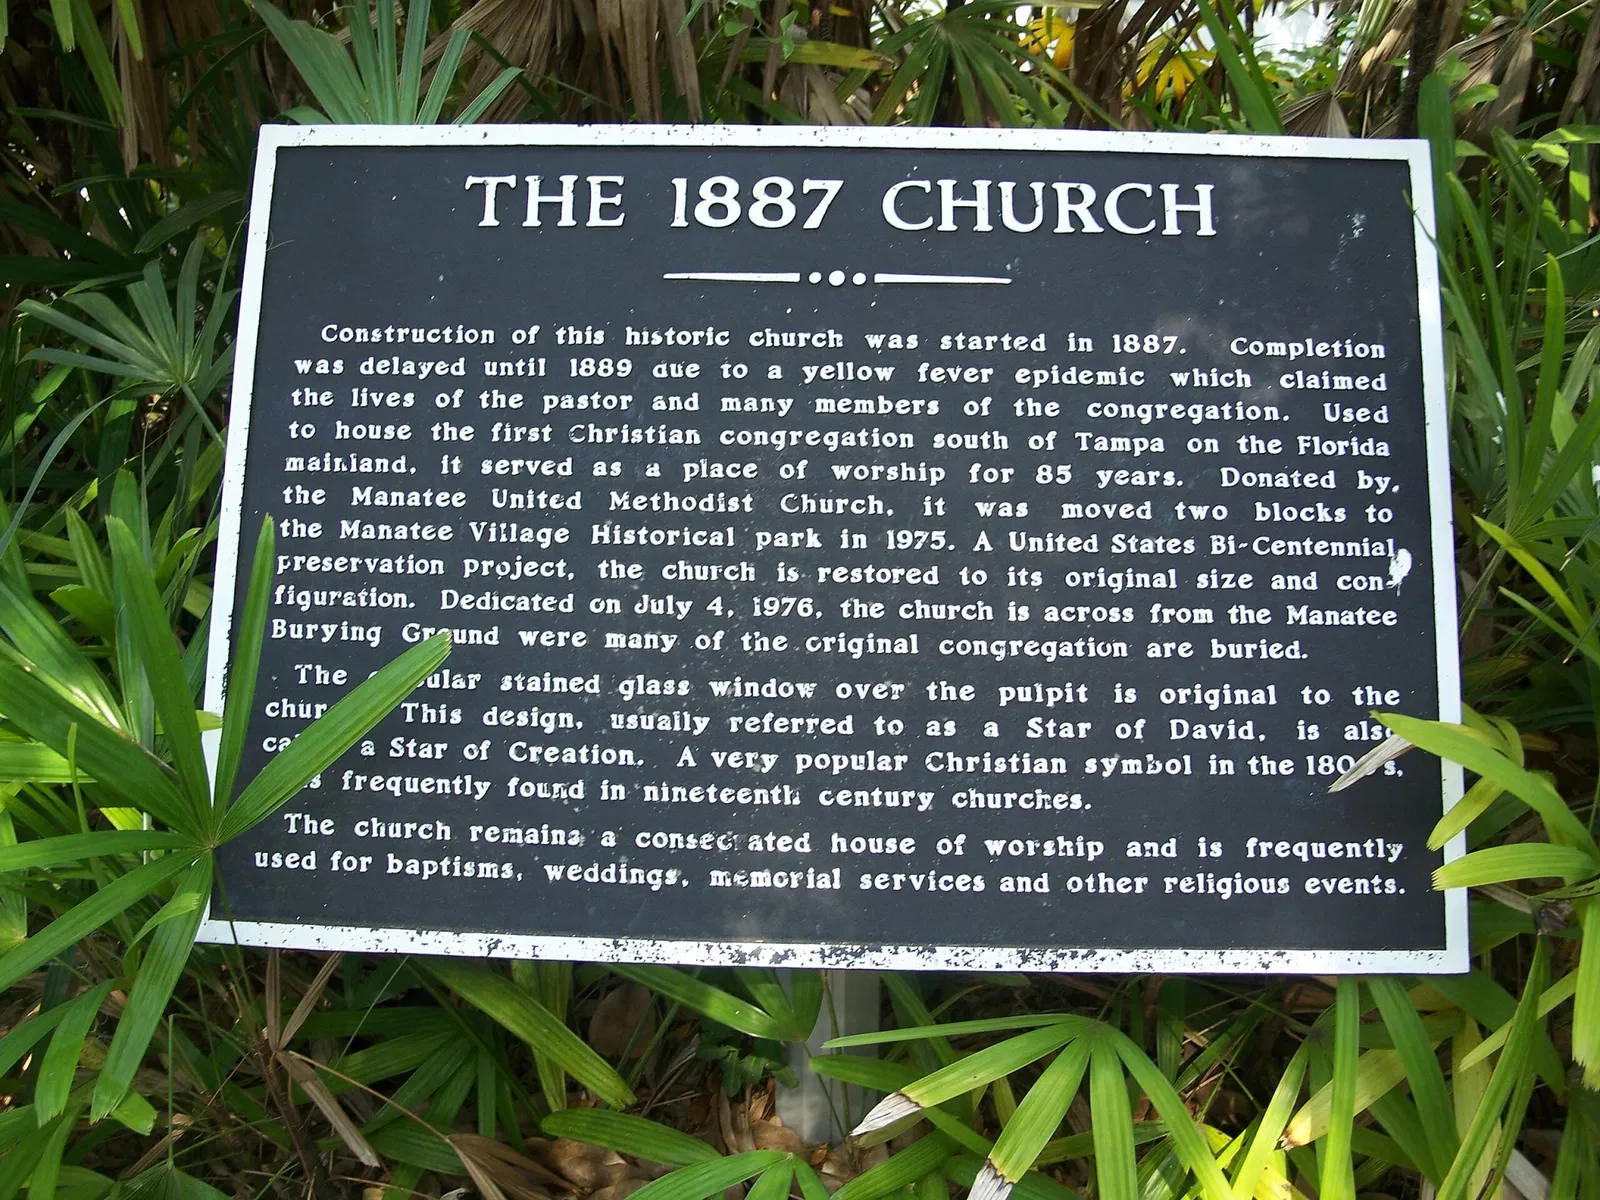 THE 1887 CHURCH
Construction of this historic church was started in 1887. Completion
was delayed until 1889 due to a yellow fever epidemic which claimed
the lives of the pastor and many members of the congregation. Used
to house the first Christian congregation south of Tampa on the Florida
mainland, it served as a place of worship for 85 years. Donated by,
the Manatee United Methodist Church, it was moved two blocks to
the Manatee Village Historical park in 1975. A United States Bi-Centennial
preservation project, the church is restored to its original size and con-
figuration. Dedicated on July 4, 1976, the church is across from the Manatee
Burying Ground were many of the original congregation are buried.
The stained glass window over the pulpit is original to the
This design, usually referred to as a Star of David, is also
a Star of Creation. A very popular Christian symbol in the 1800's,
frequently found in nineteenth century churches.
The church remains a consecrated house of worship and is frequently
used for baptisms, weddings, memorial services and other religious events.